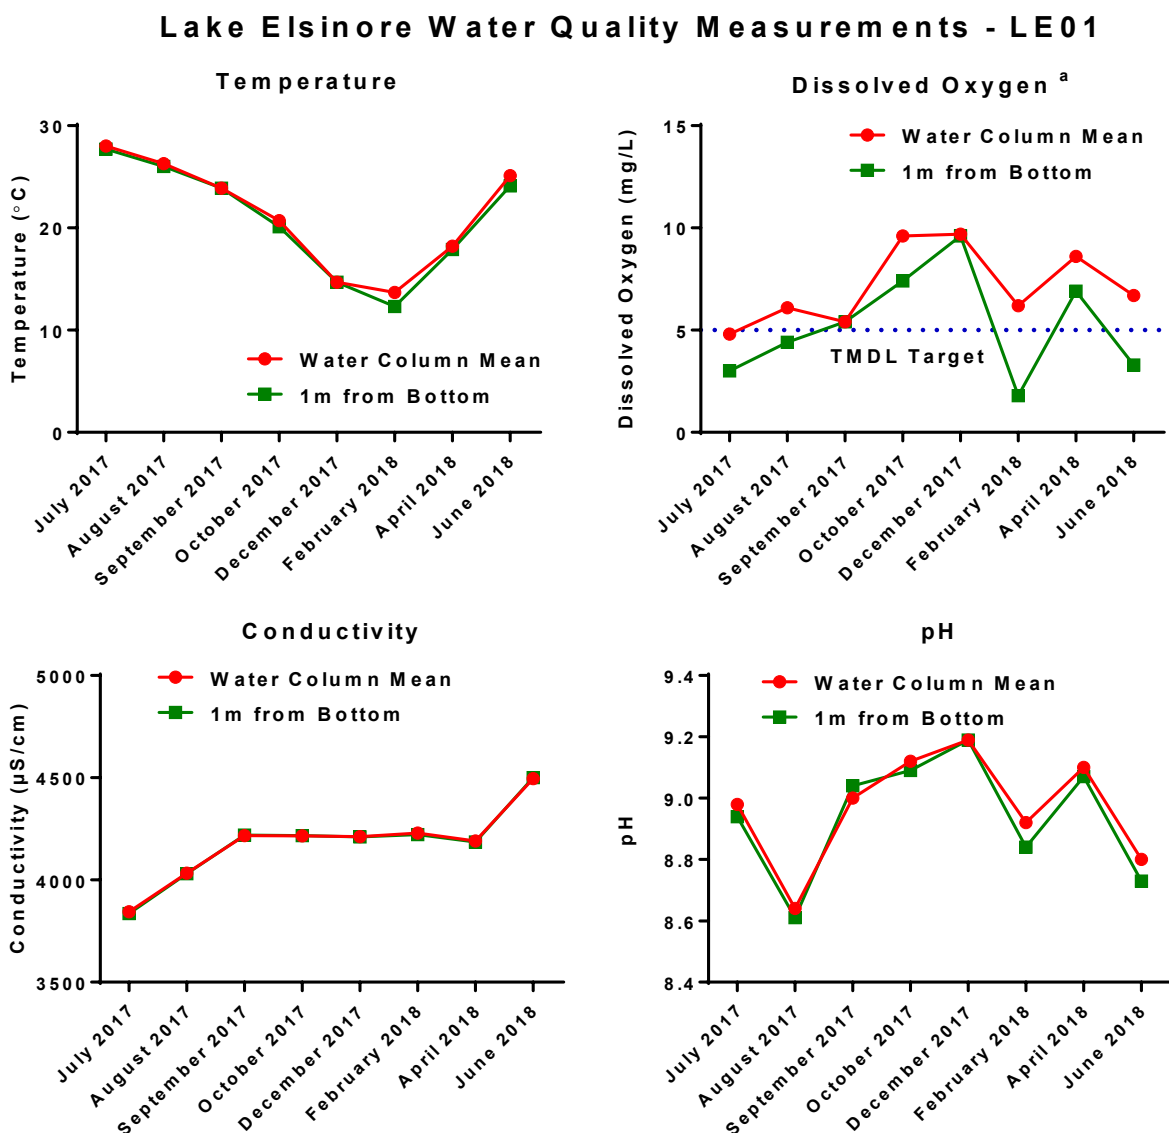 Lake Elsinore Water Quality Measurements - LE01
Temperature
30
20
10
0
Temperature (°C)
Water Column Mean
1m from Bottom
July 2017
August 2017
September 2017
October 2017
December 2017
February 2018
April 2018
June 2018
Dissolved Oxygen a
15
10
5
0
Dissolved Oxygen (mg/L)
Water Column Mean
1m from Bottom
TMDL Target
July 2017
August 2017
September 2017
October 2017
December 2017
February 2018
April 2018
June 2018
Conductivity
5000
4500
4000
3500
Conductivity (µS/cm)
Water Column Mean
1m from Bottom
July 2017
August 2017
September 2017
October 2017
December 2017
February 2018
April 2018
June 2018
pH
9.4
9.2
9.0
8.8
8.6
8.4
pH
Water Column Mean
1m from Bottom
July 2017
August 2017
September 2017
October 2017
December 2017
February 2018
April 2018
June 2018